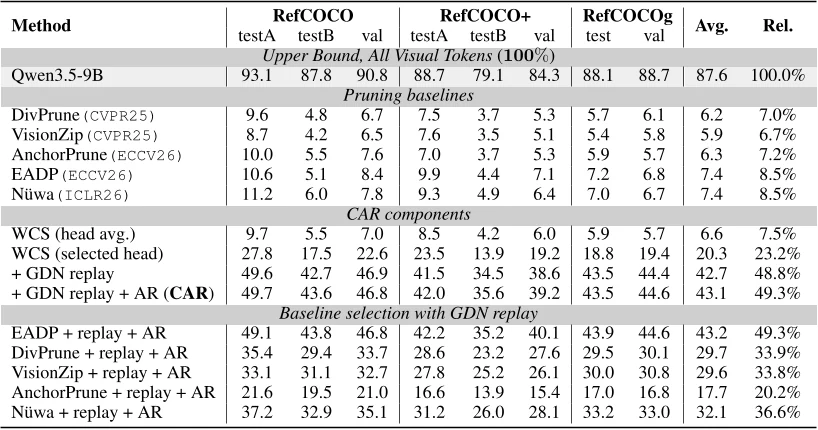 Method RefCOCO RefCOCO+ RefCOCOg Avg. Rel.
testA testB val testA testB val test val
Upper Bound, All Visual Tokens (100%)
Qwen3.5-9B 93.1 87.8 90.8 88.7 79.1 84.3 88.1 88.7 87.6 100.0%
Pruning baselines
DivPrune (CVPR25) 9.6 4.8 6.7 7.5 3.7 5.3 5.7 6.1 6.2 7.0%
VisionZip (CVPR25) 8.7 4.2 6.5 7.6 3.5 5.1 5.4 5.8 5.9 6.7%
AnchorPrune (ECCV26) 10.0 5.5 7.6 7.0 3.7 5.3 5.9 5.7 6.3 7.2%
EADP (ECCV26) 10.6 5.1 8.4 9.9 4.4 7.1 7.2 6.8 7.4 8.5%
Nüwa (ICLR26) 11.2 6.0 7.8 9.3 4.9 6.4 7.0 6.7 7.4 8.5%
CAR components
WCS (head avg.) 9.7 5.5 7.0 8.5 4.2 6.0 5.9 5.7 6.6 7.5%
WCS (selected head) 27.8 17.5 22.6 23.5 13.9 19.2 18.8 19.4 20.3 23.2%
+ GDN replay 49.6 42.7 46.9 41.5 34.5 38.6 43.5 44.4 42.7 48.8%
+ GDN replay + AR (CAR) 49.7 43.6 46.8 42.0 35.6 39.2 43.5 44.6 43.1 49.3%
Baseline selection with GDN replay
EADP + replay + AR 49.1 43.8 46.8 42.2 35.2 40.1 43.9 44.6 43.2 49.3%
DivPrune + replay + AR 35.4 29.4 33.7 28.6 23.2 27.6 29.5 30.1 29.7 33.9%
VisionZip + replay + AR 33.1 31.1 32.7 27.8 25.2 26.1 30.0 30.8 29.6 33.8%
AnchorPrune + replay + AR 21.6 19.5 21.0 16.6 13.9 15.4 17.0 16.8 17.7 20.2%
Nüwa + replay + AR 37.2 32.9 35.1 31.2 26.0 28.1 33.2 33.0 32.1 36.6%